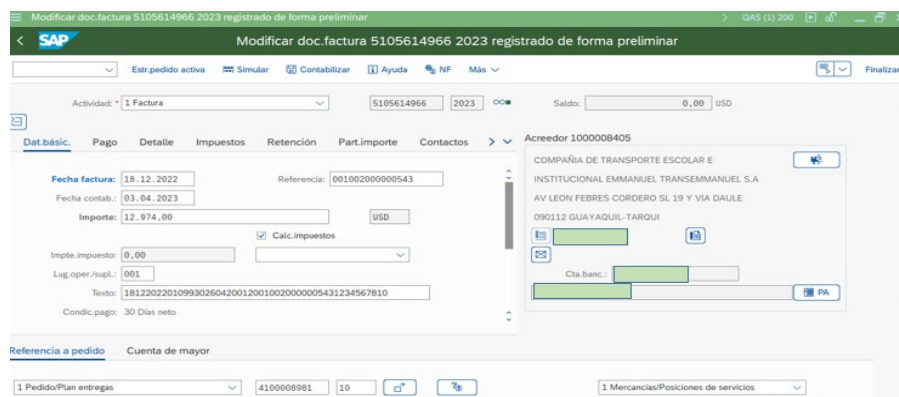 Modificar doc.factura 5105614966 2023 registrado de forma preliminar
QAS (1) 200
SAP
Modificar doc.factura 5105614966 2023 registrado de forma preliminar
Estr.pedido activa Simular Contabilizar Ayuda NF Más
Finalizar
Actividad: * 1 Factura 5105614966 2023 Saldo: 0,00 USD
Dat.básic. Pago Detalle Impuestos Retención Part.importe Contactos
Acreedor 1000008405
Fecha factura: 18.12.2022 Referencia: 001002000000543
Fecha contab.: 03.04.2023
Importe: 12.974,00 USD
Calc.impuestos
Impte.impuesto: 0,00
Lug.oper./supl.: 001
Texto: 1812202201099302604200120010020000005431234567810
Condic.pago: 30 Días neto
COMPAÑIA DE TRANSPORTE ESCOLAR E
INSTITUCIONAL EMMANUEL TRANSEMMANUEL S.A
AV LEON FEBRES CORDERO SL 19 Y VIA DAULE
090112 GUAYAQUIL-TARQUI
Cta.banc.:
PA
Referencia a pedido Cuenta de mayor
1 Pedido/Plan entregas 4100008981 10 1 Mercancías/Posiciones de servicios